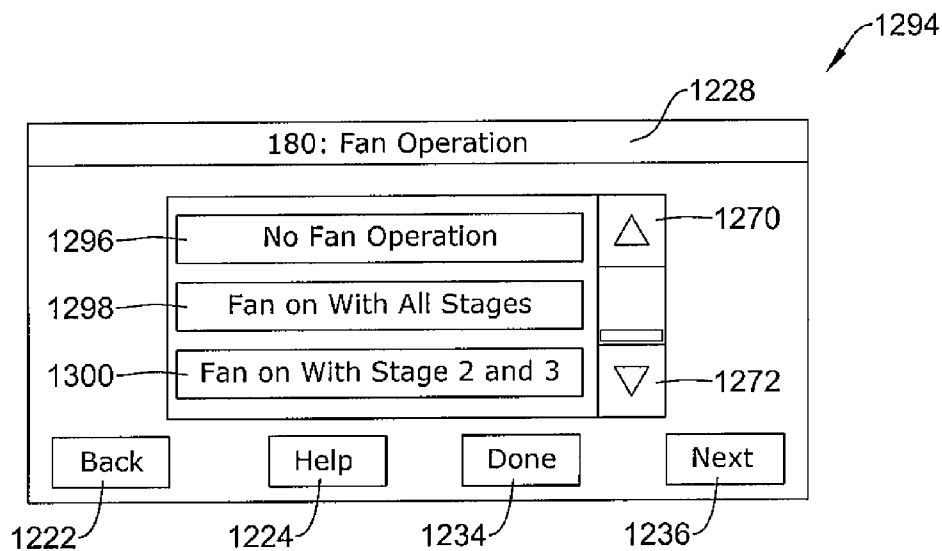 1294
1228
180: Fan Operation
1296 No Fan Operation 1270
1298 Fan on With All Stages
1300 Fan on With Stage 2 and 3 1272
Back Help Done Next
1222 1224 1234 1236